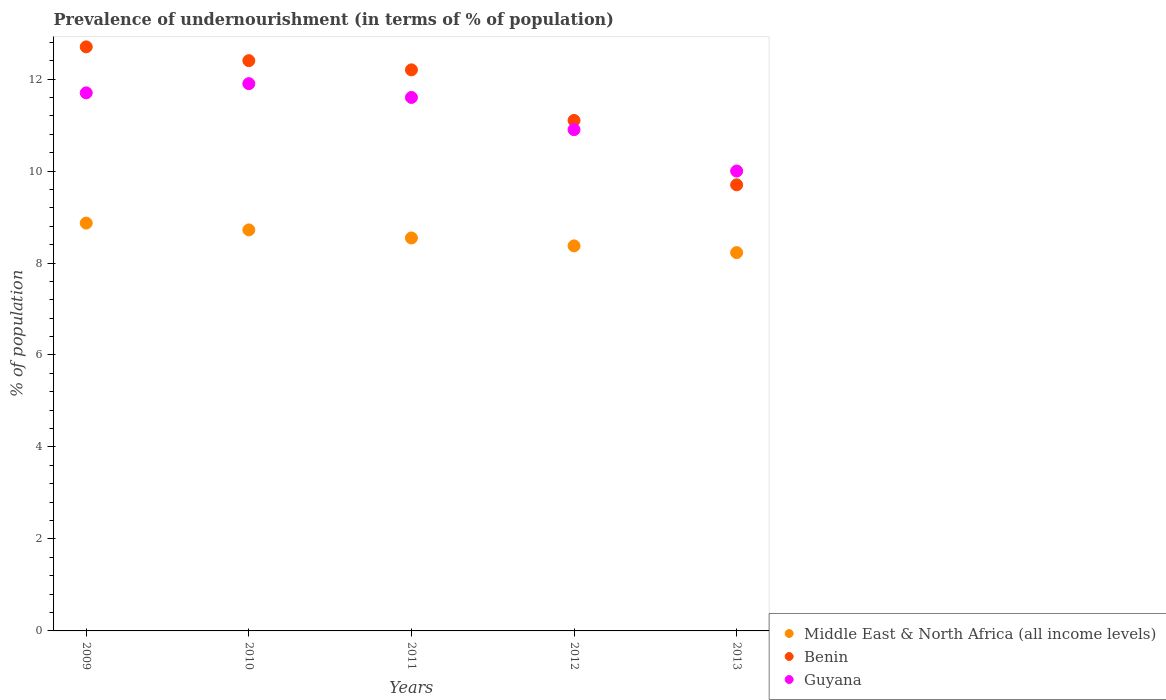 Prevalence of undernourishment (in terms of % of population)
% of population
12
10
8
6
4
2
0
2009
2010
2011
2012
2013
Years
Middle East & North Africa (all income levels)
Benin
Guyana